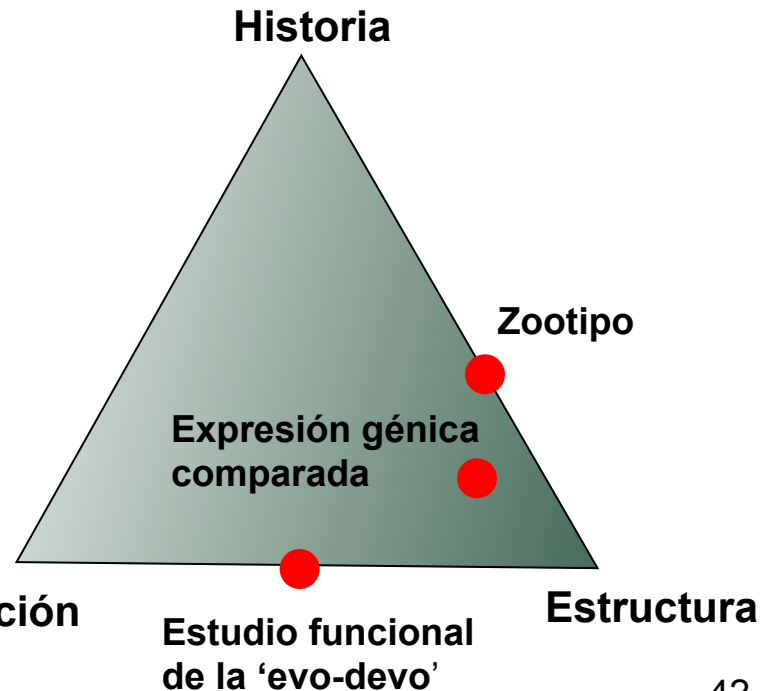 Historia
Zootipo
Expresión génica
comparada
ción
Estructura
Estudio funcional
de la ‘evo-devo’